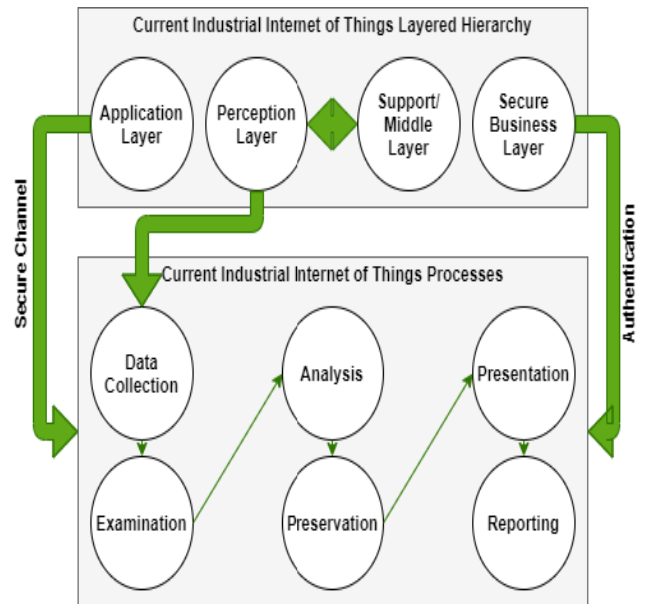 Current Industrial Internet of Things Layered Hierarchy
Application
Layer
Perception
Layer
Support/
Middle
Layer
Secure
Business
Layer
Secure Channel
Authentication
Current Industrial Internet of Things Processes
Data
Collection
Analysis
Presentation
Examination
Preservation
Reporting